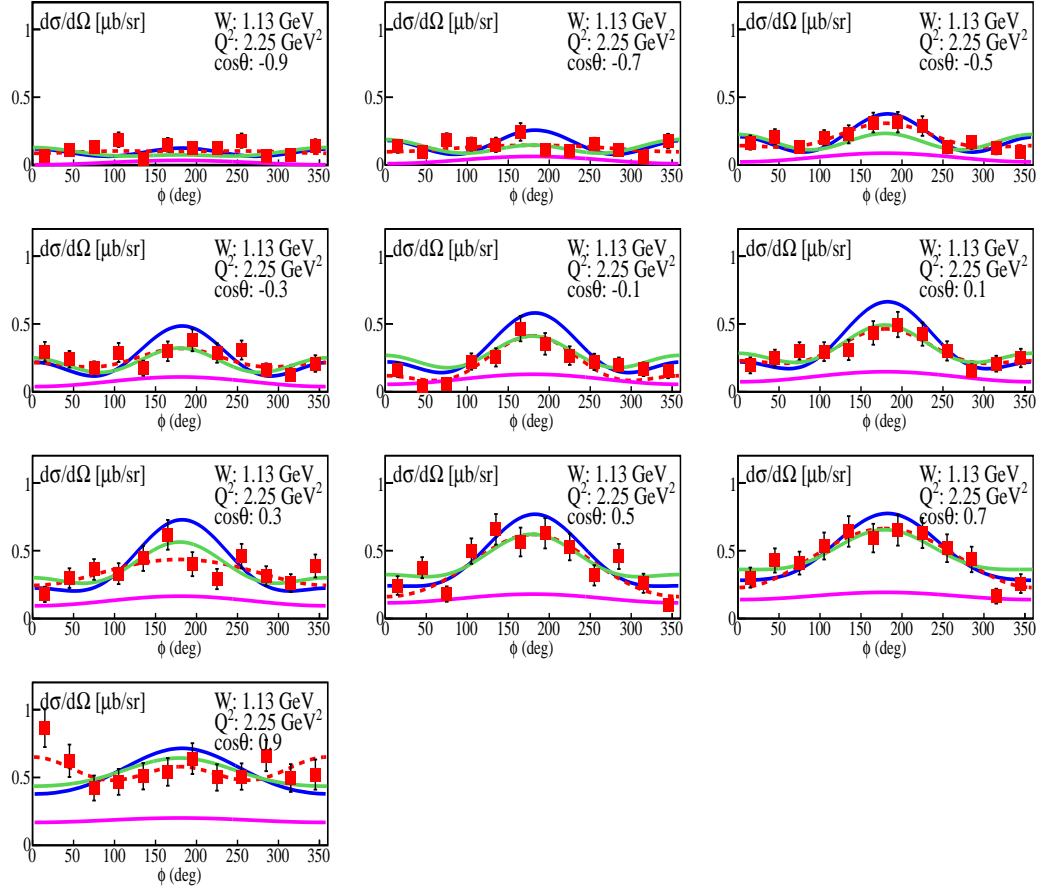 dσ/dΩ [μb/sr]
W: 1.13 GeV
Q²: 2.25 GeV²
cosθ: -0.9
1
0.5
0
0 50 100 150 200 250 300 350
ϕ (deg)
dσ/dΩ [μb/sr]
W: 1.13 GeV
Q²: 2.25 GeV²
cosθ: -0.7
1
0.5
0
0 50 100 150 200 250 300 350
ϕ (deg)
dσ/dΩ [μb/sr]
W: 1.13 GeV
Q²: 2.25 GeV²
cosθ: -0.5
1
0.5
0
0 50 100 150 200 250 300 350
ϕ (deg)
dσ/dΩ [μb/sr]
W: 1.13 GeV
Q²: 2.25 GeV²
cosθ: -0.3
1
0.5
0
0 50 100 150 200 250 300 350
ϕ (deg)
dσ/dΩ [μb/sr]
W: 1.13 GeV
Q²: 2.25 GeV²
cosθ: -0.1
1
0.5
0
0 50 100 150 200 250 300 350
ϕ (deg)
dσ/dΩ [μb/sr]
W: 1.13 GeV
Q²: 2.25 GeV²
cosθ: 0.1
1
0.5
0
0 50 100 150 200 250 300 350
ϕ (deg)
dσ/dΩ [μb/sr]
W: 1.13 GeV
Q²: 2.25 GeV²
cosθ: 0.3
1
0.5
0
0 50 100 150 200 250 300 350
ϕ (deg)
dσ/dΩ [μb/sr]
W: 1.13 GeV
Q²: 2.25 GeV²
cosθ: 0.5
1
0.5
0
0 50 100 150 200 250 300 350
ϕ (deg)
dσ/dΩ [μb/sr]
W: 1.13 GeV
Q²: 2.25 GeV²
cosθ: 0.7
1
0.5
0
0 50 100 150 200 250 300 350
ϕ (deg)
dσ/dΩ [μb/sr]
W: 1.13 GeV
Q²: 2.25 GeV²
cosθ: 0.9
1
0.5
0
0 50 100 150 200 250 300 350
ϕ (deg)